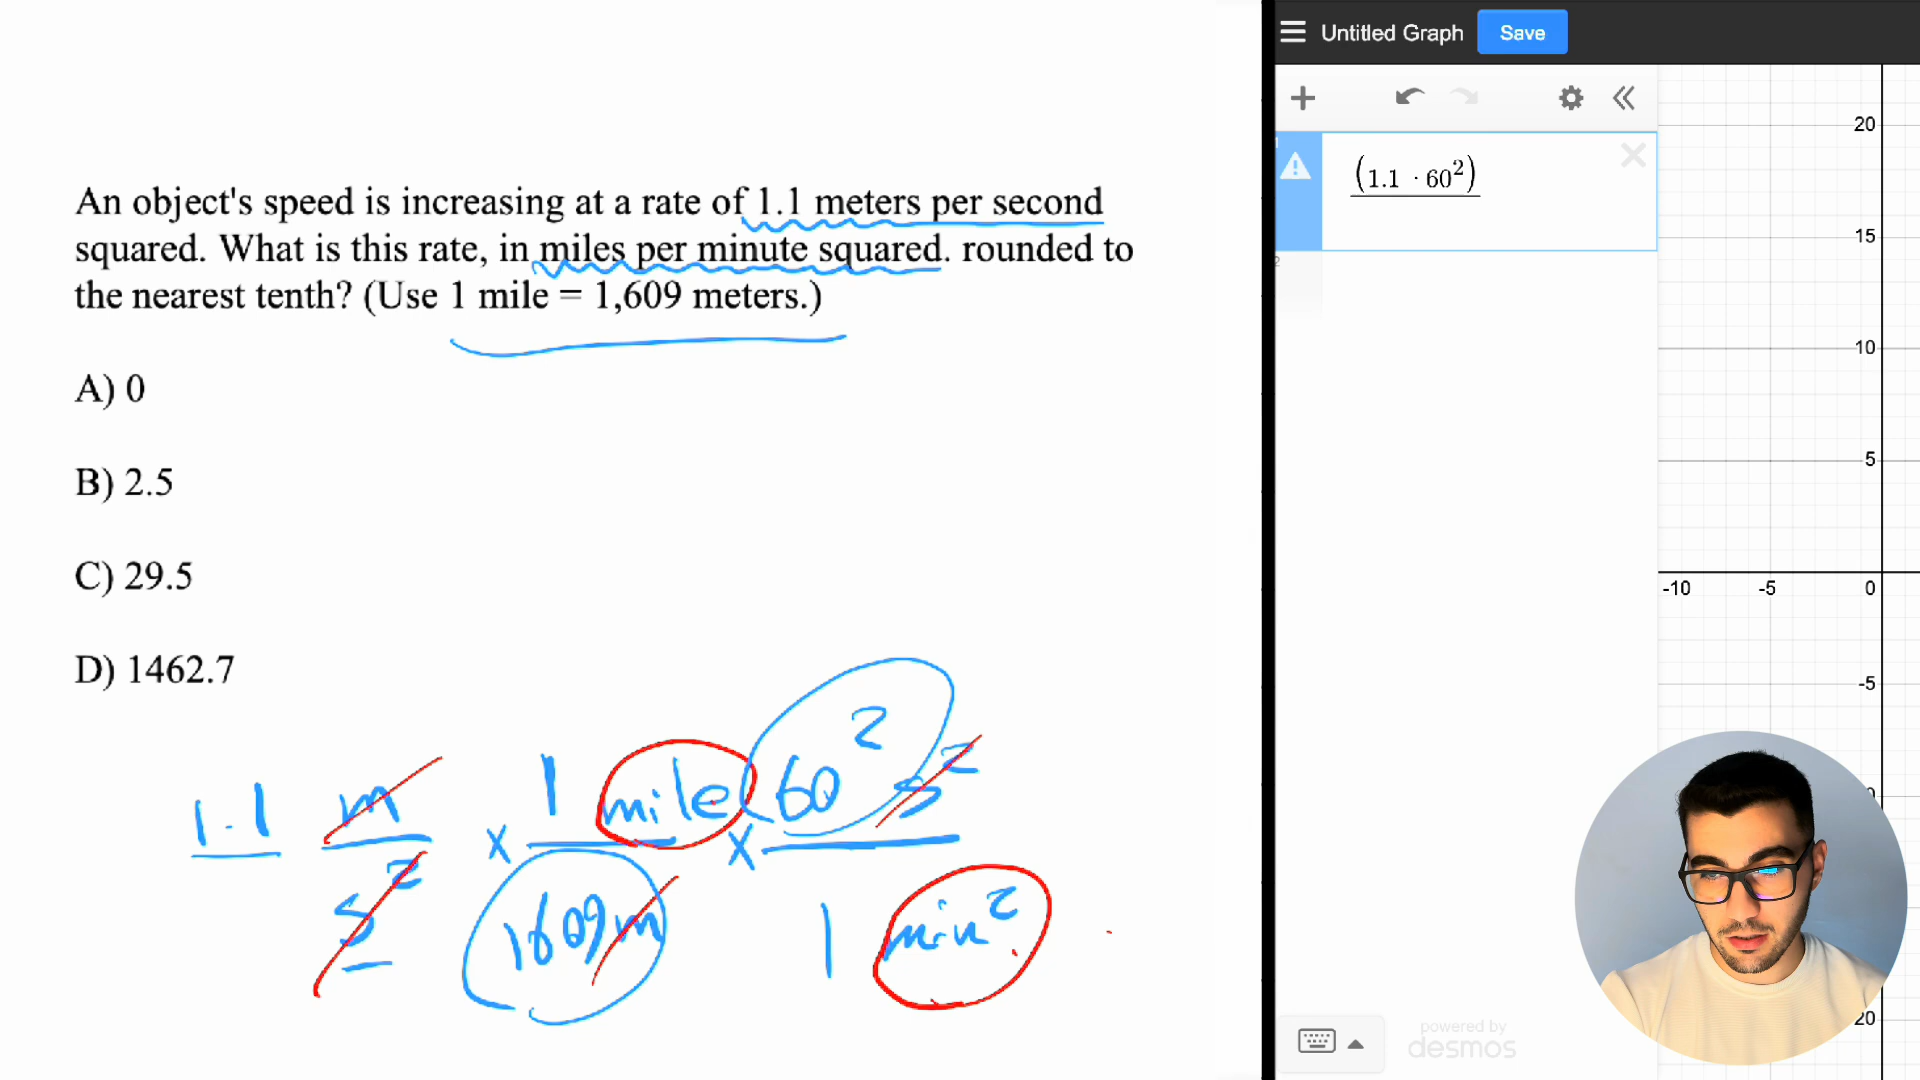 Untitled Graph Save
An object's speed is increasing at a rate of 1.1 meters per second
squared. What is this rate, in miles per minute squared. rounded to
the nearest tenth? (Use 1 mile = 1,609 meters.)
A) 0
B) 2.5
C) 29.5
D) 1462.7
1.1 m/s² × 1 mile/1609m × 60² s²/1 min²
1
(1.1 · 60²)
2
20
15
10
5
-10 -5 0
-5
20
powered by
desmos